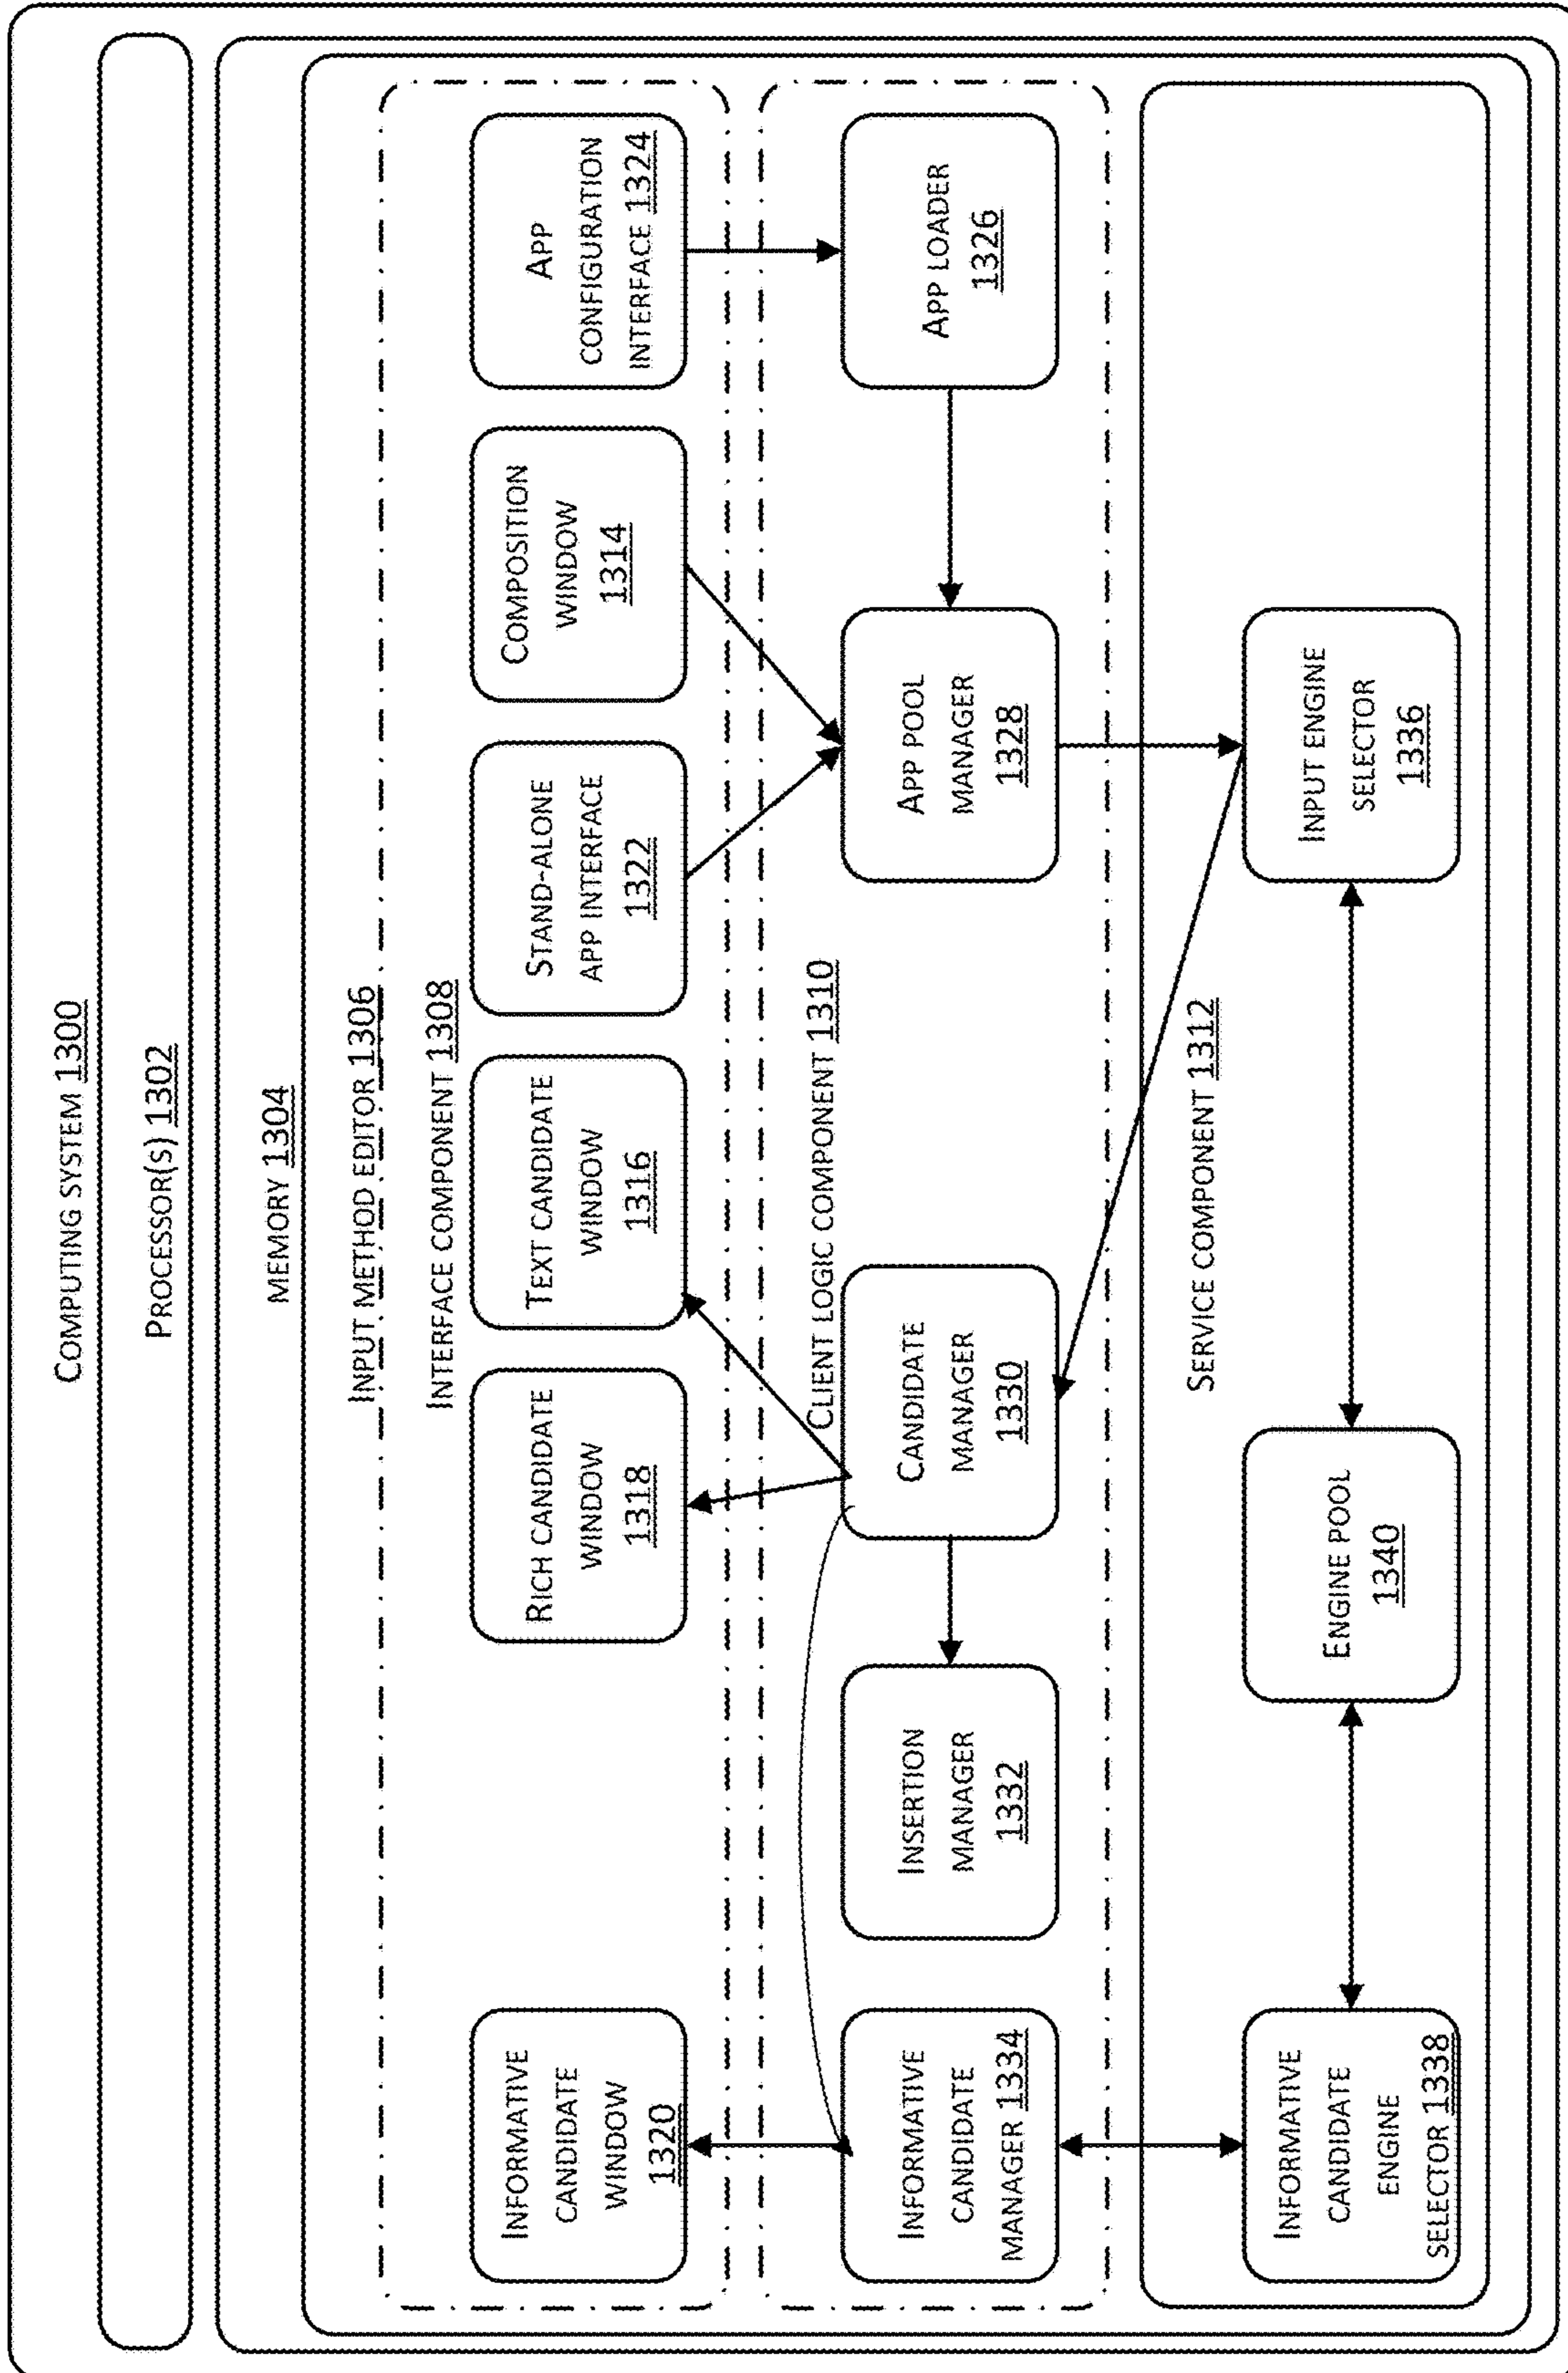 COMPUTING SYSTEM 1300
PROCESSOR(S) 1302
MEMORY 1304
INPUT METHOD EDITOR 1306
INTERFACE COMPONENT 1308
INFORMATIVE
CANDIDATE
WINDOW
1320
RICH CANDIDATE
WINDOW
1318
TEXT CANDIDATE
WINDOW
1316
STAND-ALONE
APP INTERFACE
1322
COMPOSITION
WINDOW
1314
APP
CONFIGURATION
INTERFACE 1324
CLIENT LOGIC COMPONENT 1310
INFORMATIVE
CANDIDATE
MANAGER 1334
INSERTION
MANAGER
1332
CANDIDATE
MANAGER
1330
APP POOL
MANAGER
1328
APP LOADER
1326
SERVICE COMPONENT 1312
INFORMATIVE
CANDIDATE
ENGINE
SELECTOR 1338
ENGINE POOL
1340
INPUT ENGINE
SELECTOR
1336